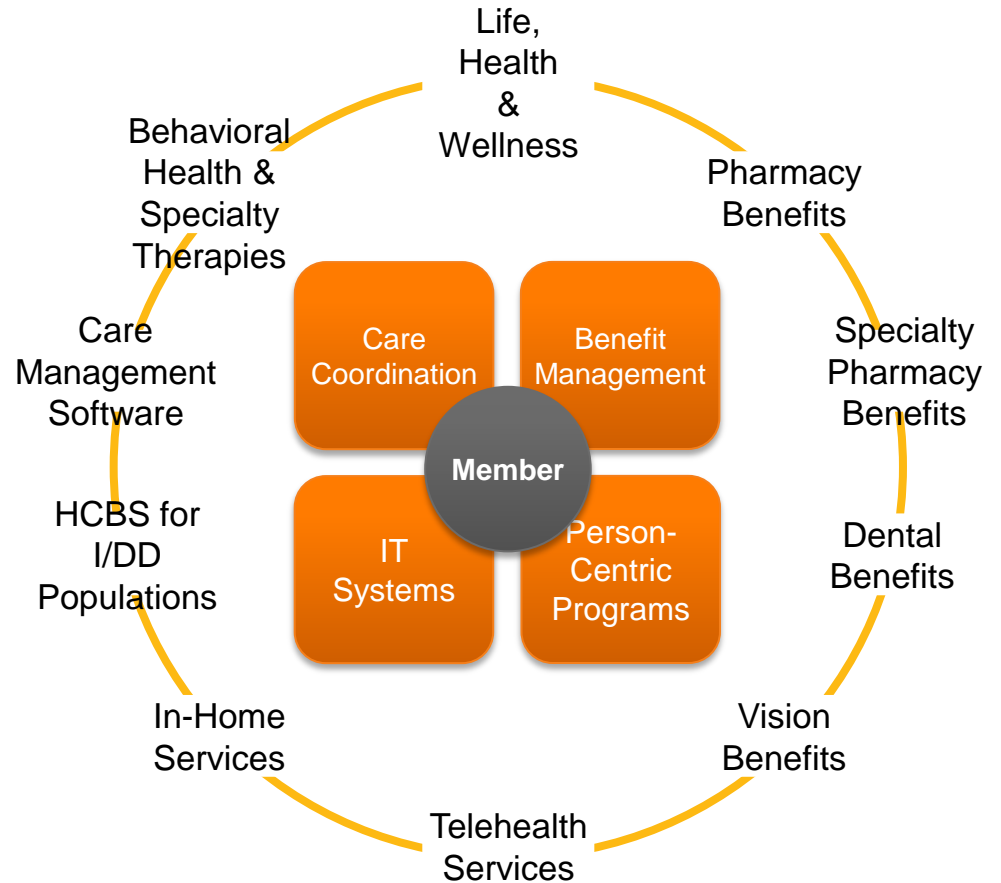 Life,
Health
&
Wellness
Pharmacy
Benefits
Specialty
Pharmacy
Benefits
Dental
Benefits
Vision
Benefits
Telehealth
Services
In-Home
Services
HCBS for
I/DD
Populations
Care
Management
Software
Behavioral
Health &
Specialty
Therapies
Care
Coordination
Benefit
Management
Member
IT
Systems
Person-
Centric
Programs